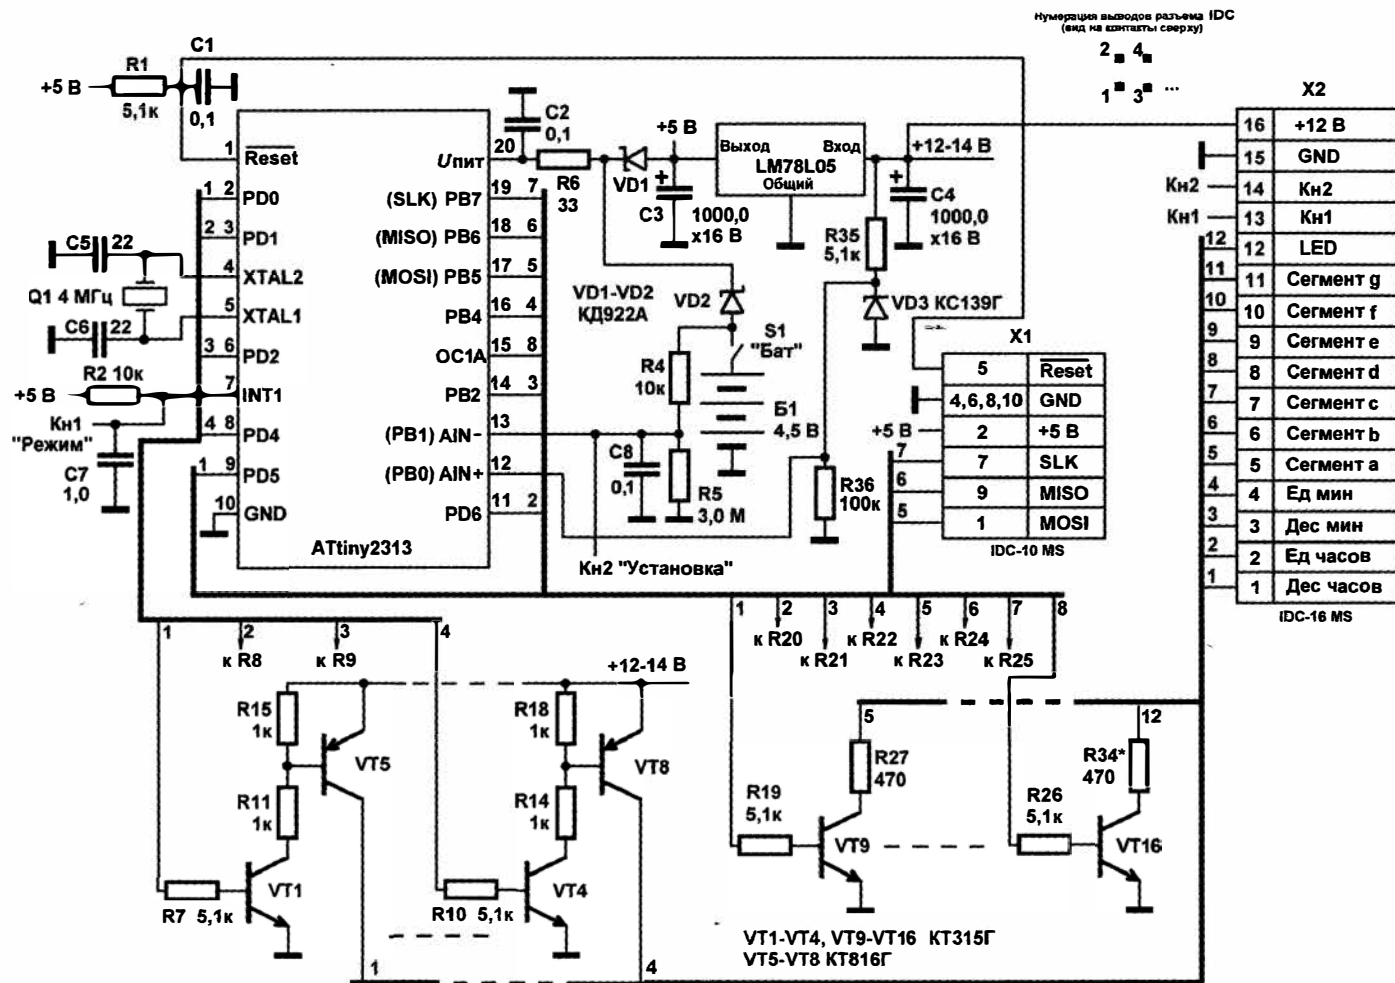 Нумерация выводов разъема IDC
(вид на контакты сверху)
2 4
1 3 ...
C1
R1
+5 В
5,1к
0,1
1
Reset
1 2
PD0
2 3
PD1
C5 22
4
XTAL2
Q1 4 МГц
5
XTAL1
C6 22
3 6
PD2
R2 10к
+5 В
7
INT1
Кн1
"Режим"
4 8
PD4
C7
1,0
1 9
PD5
10
GND
ATtiny2313
20
Uпит
19 7
(SLK) PB7
18 6
(MISO) PB6
17 5
(MOSI) PB5
16 4
PB4
15 8
OC1A
14 3
PB2
13
(PB1) AIN-
12
(PB0) AIN+
11 2
PD6
C2
0,1
R6
33
VD1
+5 В
C3
1000,0
х16 В
Выход Вход
LM78L05
Общий
+12-14 В
C4
1000,0
х16 В
R35
5,1к
VD1-VD2
КД922А
VD2
VD3 КС139Г
S1
"Бат"
R4
10к
Б1
4,5 В
C8
0,1
R5
3,0 М
R36
100к
Кн2 "Установка"
X1
5 Reset
4,6,8,10 GND
+5 В
2 +5 В
7
7 SLK
6
9 MISO
5
1 MOSI
IDC-10 MS
X2
16 +12 В
15 GND
Кн2
14 Кн2
Кн1
13 Кн1
12
12 LED
11
11 Сегмент g
10
10 Сегмент f
9
9 Сегмент e
8
8 Сегмент d
7
7 Сегмент c
6
6 Сегмент b
5
5 Сегмент a
4
4 Ед мин
3
3 Дес мин
2
2 Ед часов
1
1 Дес часов
IDC-16 MS
1 2 3 4
к R8 к R9
1 2 3 4 5 6 7 8
к R20 к R22 к R24
к R21 к R23 к R25
+12-14 В
R15
1к
R18
1к
VT5
VT8
R11
1к
R14
1к
VT1
VT4
R7 5,1к
R10 5,1к
1
4
5
12
R27
470
R34*
470
R19
5,1к
R26
5,1к
VT9
VT16
VT1-VT4, VT9-VT16 КТ315Г
VT5-VT8 КТ816Г